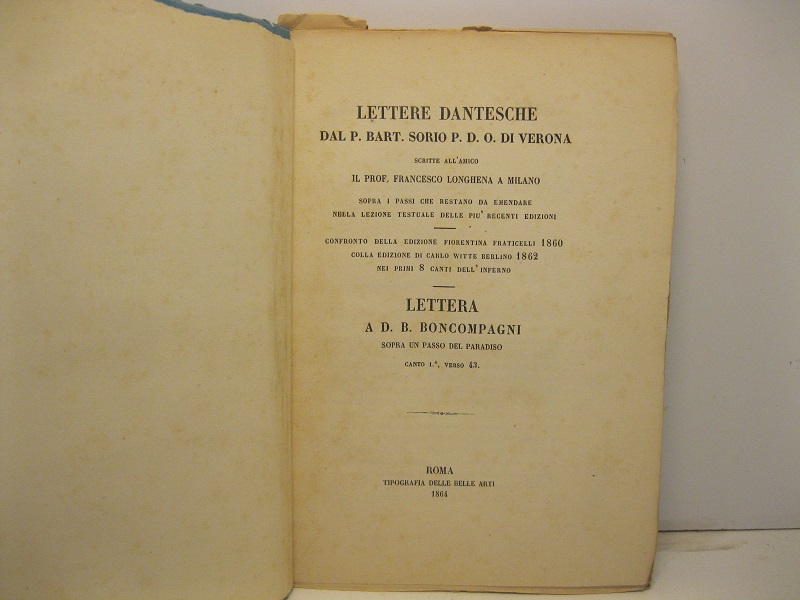 LETTERE DANTESCHE
DAL P. BART. SORIO P. D. O. DI VERONA
SCRITTE ALL'AMICO
IL PROF. FRANCESCO LONGHENA A MILANO
SOPRA I PASSI CHE RESTANO DA EMENDARE
NELLA LEZIONE TESTUALE DELLE PIU' RECENTI EDIZIONI
CONFRONTO DELLA EDIZIONE FIORENTINA FRATICELLI 1860
COLLA EDIZIONE DI CARLO WITTE BERLINO 1862
NEI PRIMI 8 CANTI DELL'INFERNO
LETTERA
A D. B. BONCOMPAGNI
SOPRA UN PASSO DEL PARADISO
CANTO 1.°, VERSO 43.
ROMA
TIPOGRAFIA DELLE BELLE ARTI
1864